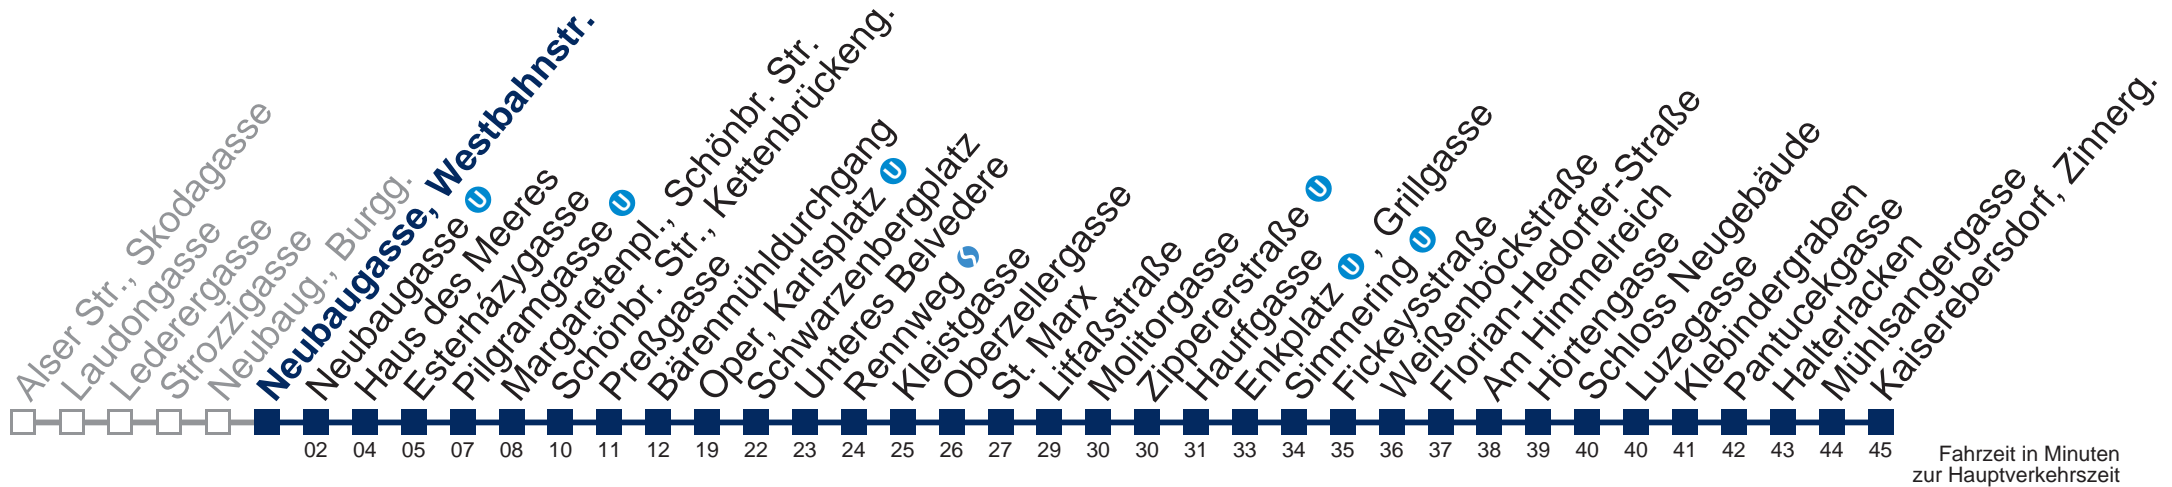 Alser Str., Skodagasse
Laudongasse
Lederergasse
Strozzigasse
Neubaug., Burgg.
Neubaugasse, Westbahnstr.
Neubaugasse U
Haus des Meeres
Esterházygasse
Pilgramgasse U
Margaretenpl., Schönbr. Str.
Schönbr. Str., Kettenbrückeng.
Preßgasse
Bärenmühldurchgang
Oper, Karlsplatz U
Schwarzenbergplatz
Unteres Belvedere
Rennweg S
Kleistgasse
Oberzellergasse
St. Marx
Litfaßstraße
Molitorgasse
Zippererstraße U
Hauffgasse
Enkplatz U, Grillgasse
Simmering U
Fickeysstraße
Weißenböckstraße
Florian-Hedorfer-Straße
Am Himmelreich
Hörtengasse
Schloss Neugebäude
Luzegasse
Klebindergraben
Pantucekgasse
Halterlacken
Mühlsangergasse
Kaiserebersdorf, Zinnerg.
02 04 05 07 08 10 11 12 19 22 23 24 25 26 27 29 30 30 31 33 34 35 36 37 38 39 40 40 41 42 43 44 45
Fahrzeit in Minuten
zur Hauptverkehrszeit